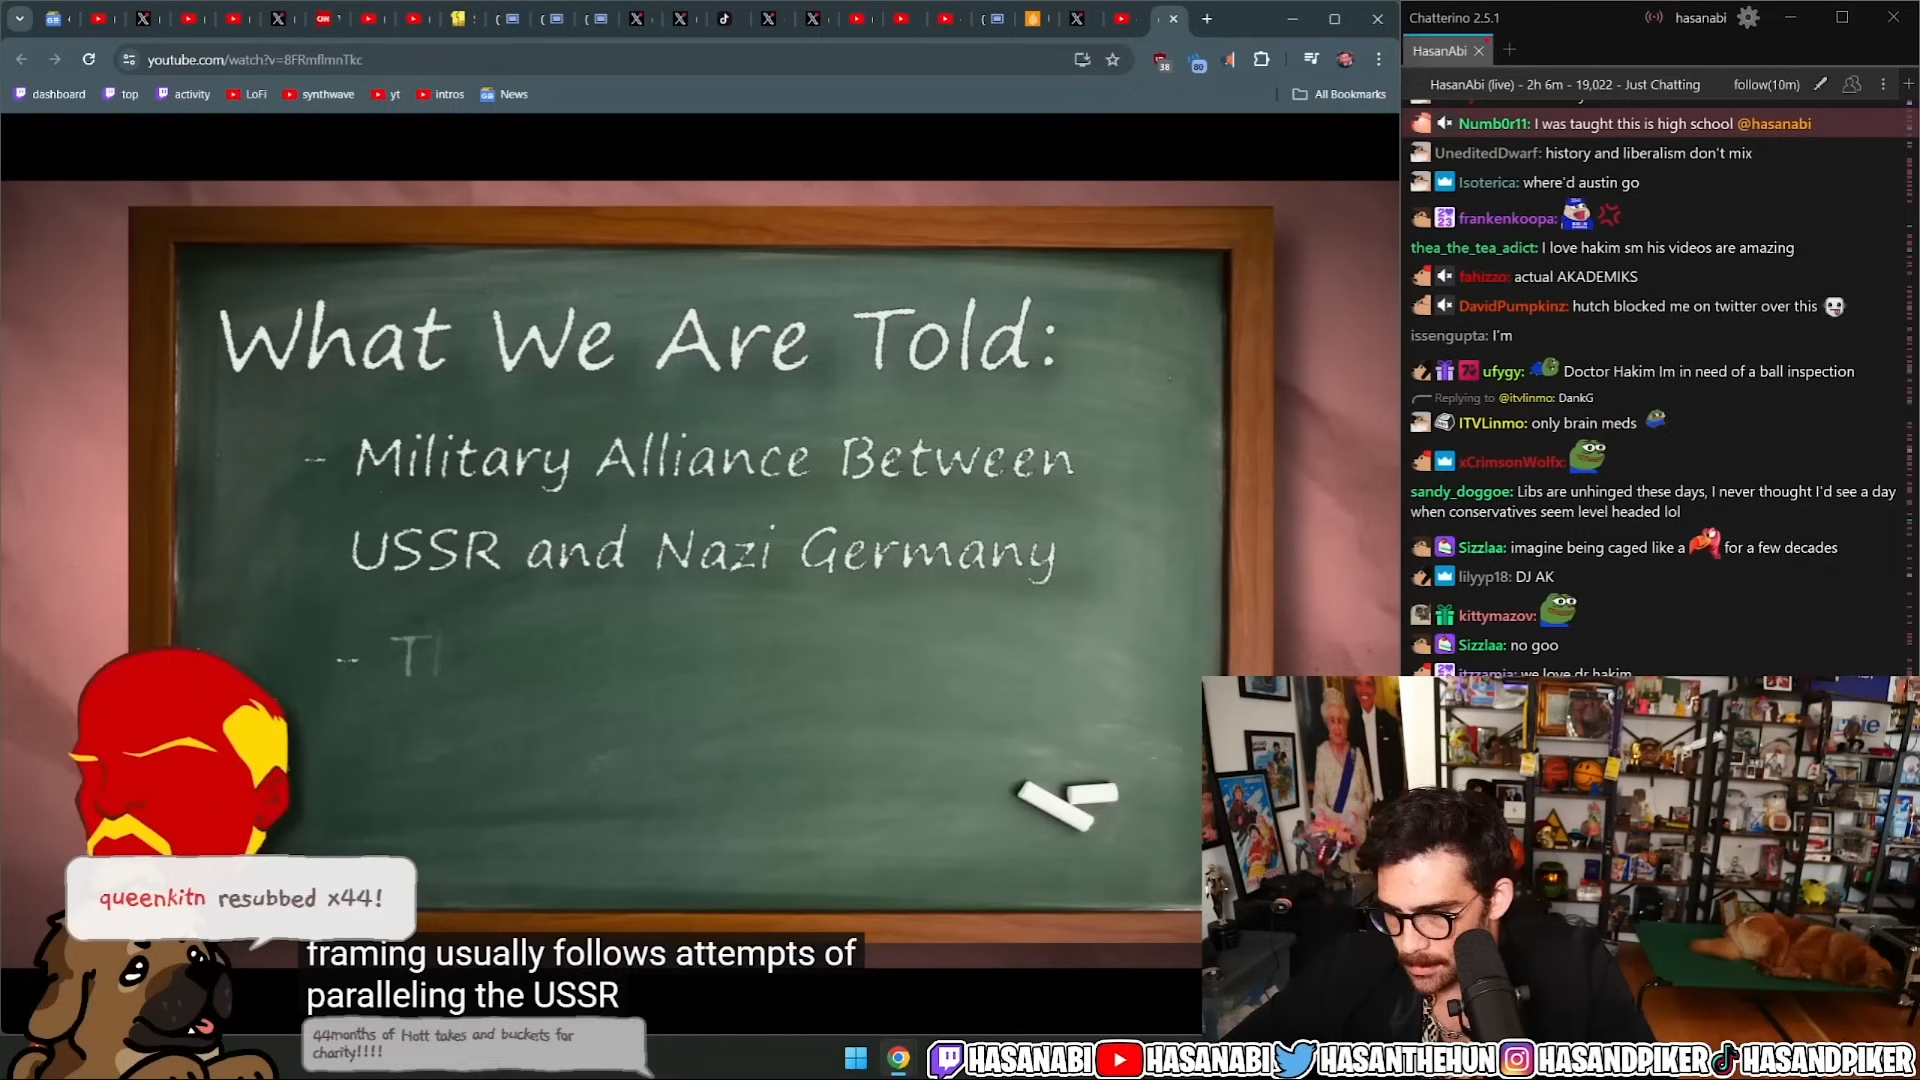 Chatterino 2.5.1
hasanabi
youtube.com/watch?v=8FRmflmnTkc
38
80
HasanAbi
dashboard
top
activity
LoFi
synthwave
yt
intros
News
All Bookmarks
HasanAbi (live) - 2h 6m - 19,022 - Just Chatting
follow(10m)
Numb0r11: I was taught this is high school @hasanabi
UneditedDwarf: history and liberalism don't mix
Isoterica: where'd austin go
frankenkoopa:
thea_the_tea_adict: I love hakim sm his videos are amazing
fahizzo: actual AKADEMIKS
DavidPumpkinz: hutch blocked me on twitter over this
issengupta: I'm
ufygy: Doctor Hakim Im in need of a ball inspection
Replying to @itvlinmo: DankG
ITVLinmo: only brain meds
xCrimsonWolfx:
sandy_doggoe: Libs are unhinged these days, I never thought I'd see a day
when conservatives seem level headed lol
Sizzlaa: imagine being caged like a for a few decades
lilyyp18: DJ AK
kittymazov:
Sizzlaa: no goo
itzzamia: we love dr hakim
What We Are Told:
- Military Alliance Between
USSR and Nazi Germany
- T
queenkitn resubbed x44!
framing usually follows attempts of
paralleling the USSR
44months of Hott takes and buckets for
charity!!!!
HASANABI HASANABI HASANTHEHUN HASANDPIKER HASANDPIKER